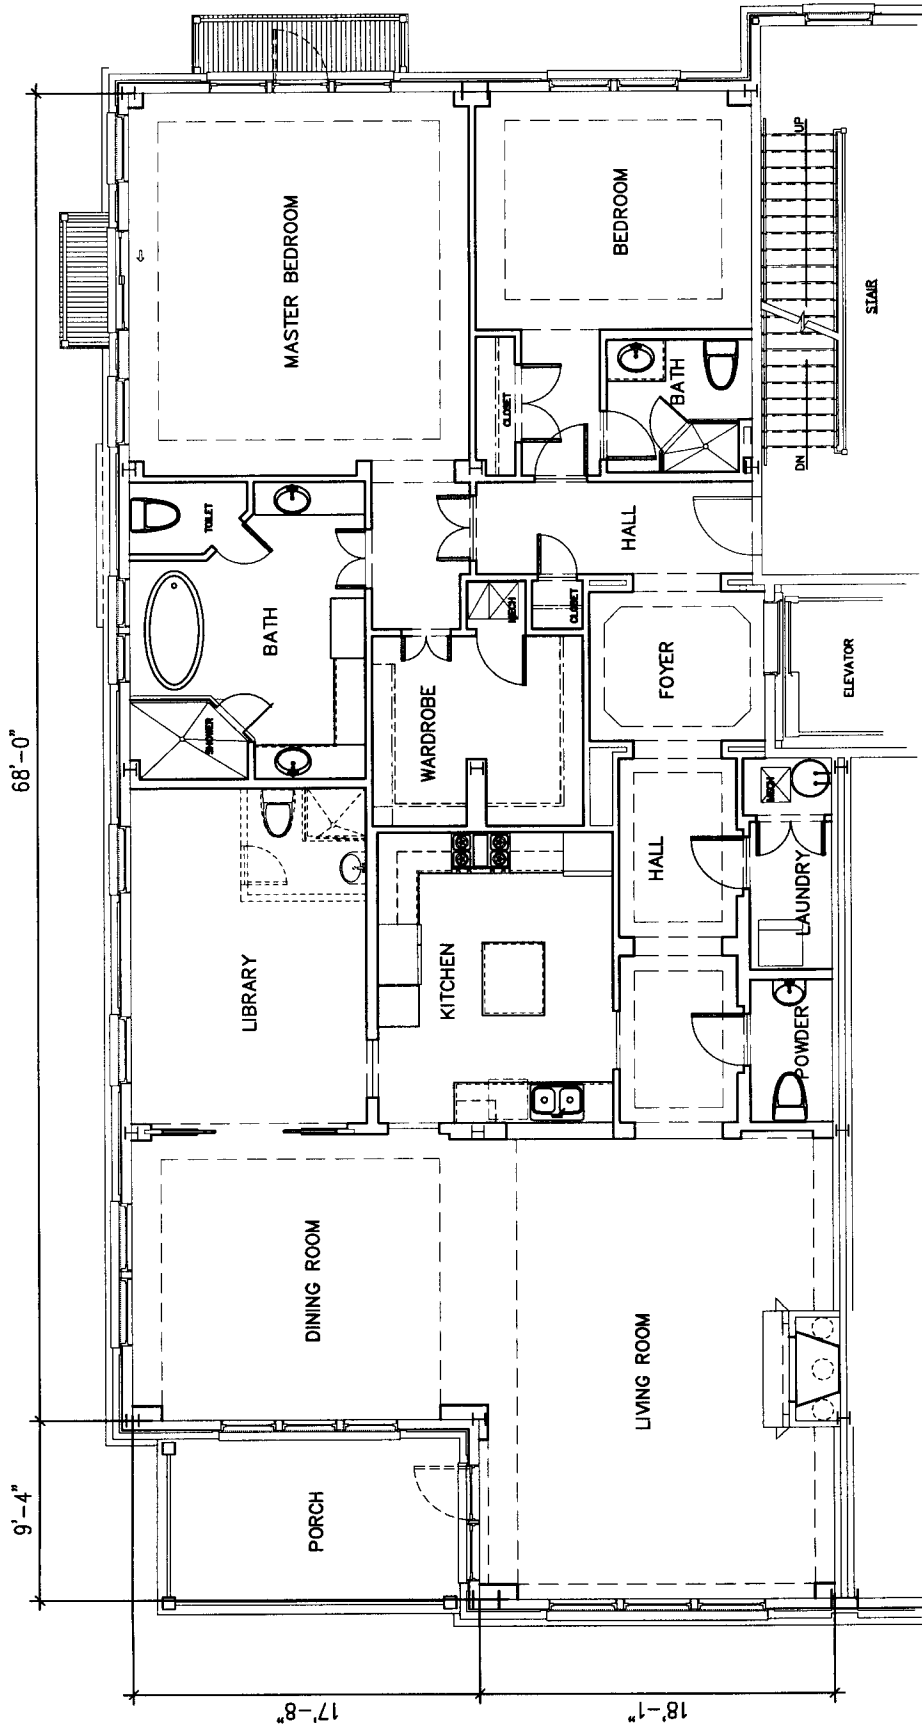 68'-0"
9'-4"
17'-8"
18'-1"
MASTER BEDROOM
BEDROOM
CLOSET
BATH
UP
DN
STAIR
TOILET
BATH
SHOWER
HALL
MECH
CLOSET
WARDROBE
FOYER
ELEVATOR
LIBRARY
KITCHEN
HALL
MECH
LAUNDRY
POWDER
DINING ROOM
LIVING ROOM
PORCH